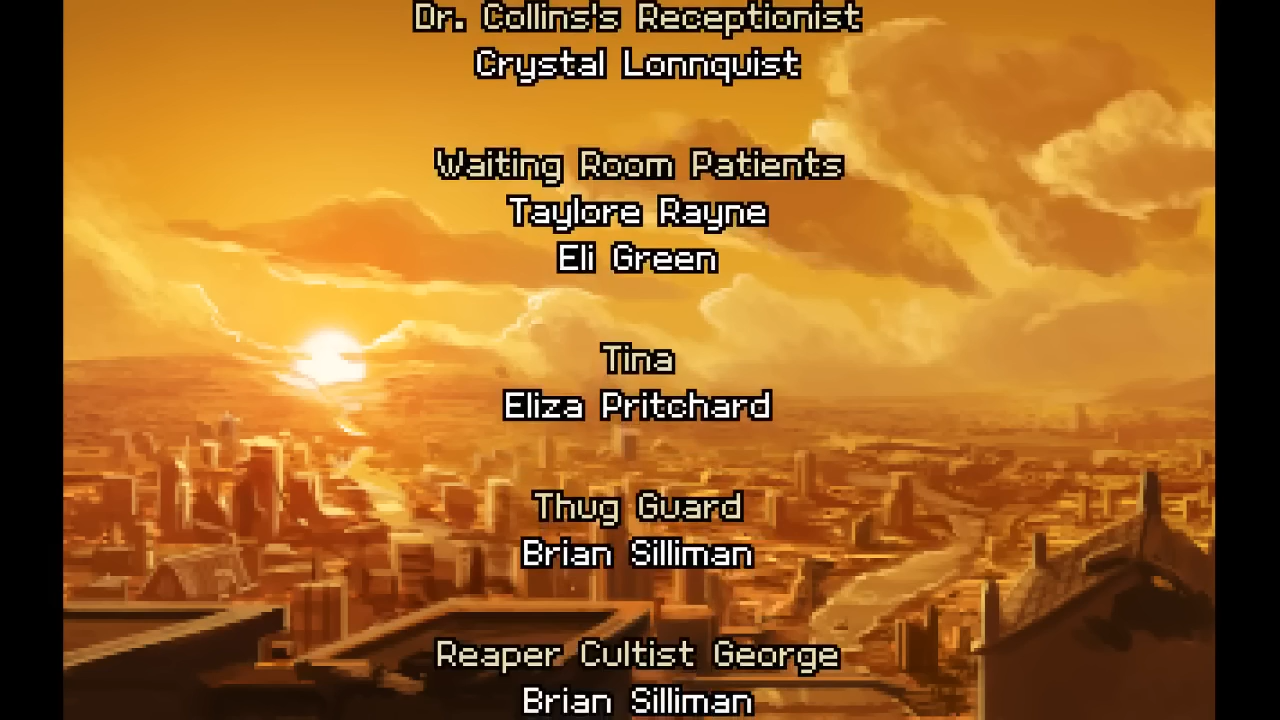 Dr. Collins's Receptionist
Crystal Lonnquist
Waiting Room Patients
Taylore Rayne
Eli Green
Tina
Eliza Pritchard
Thug Guard
Brian Silliman
Reaper Cultist George
Brian Silliman